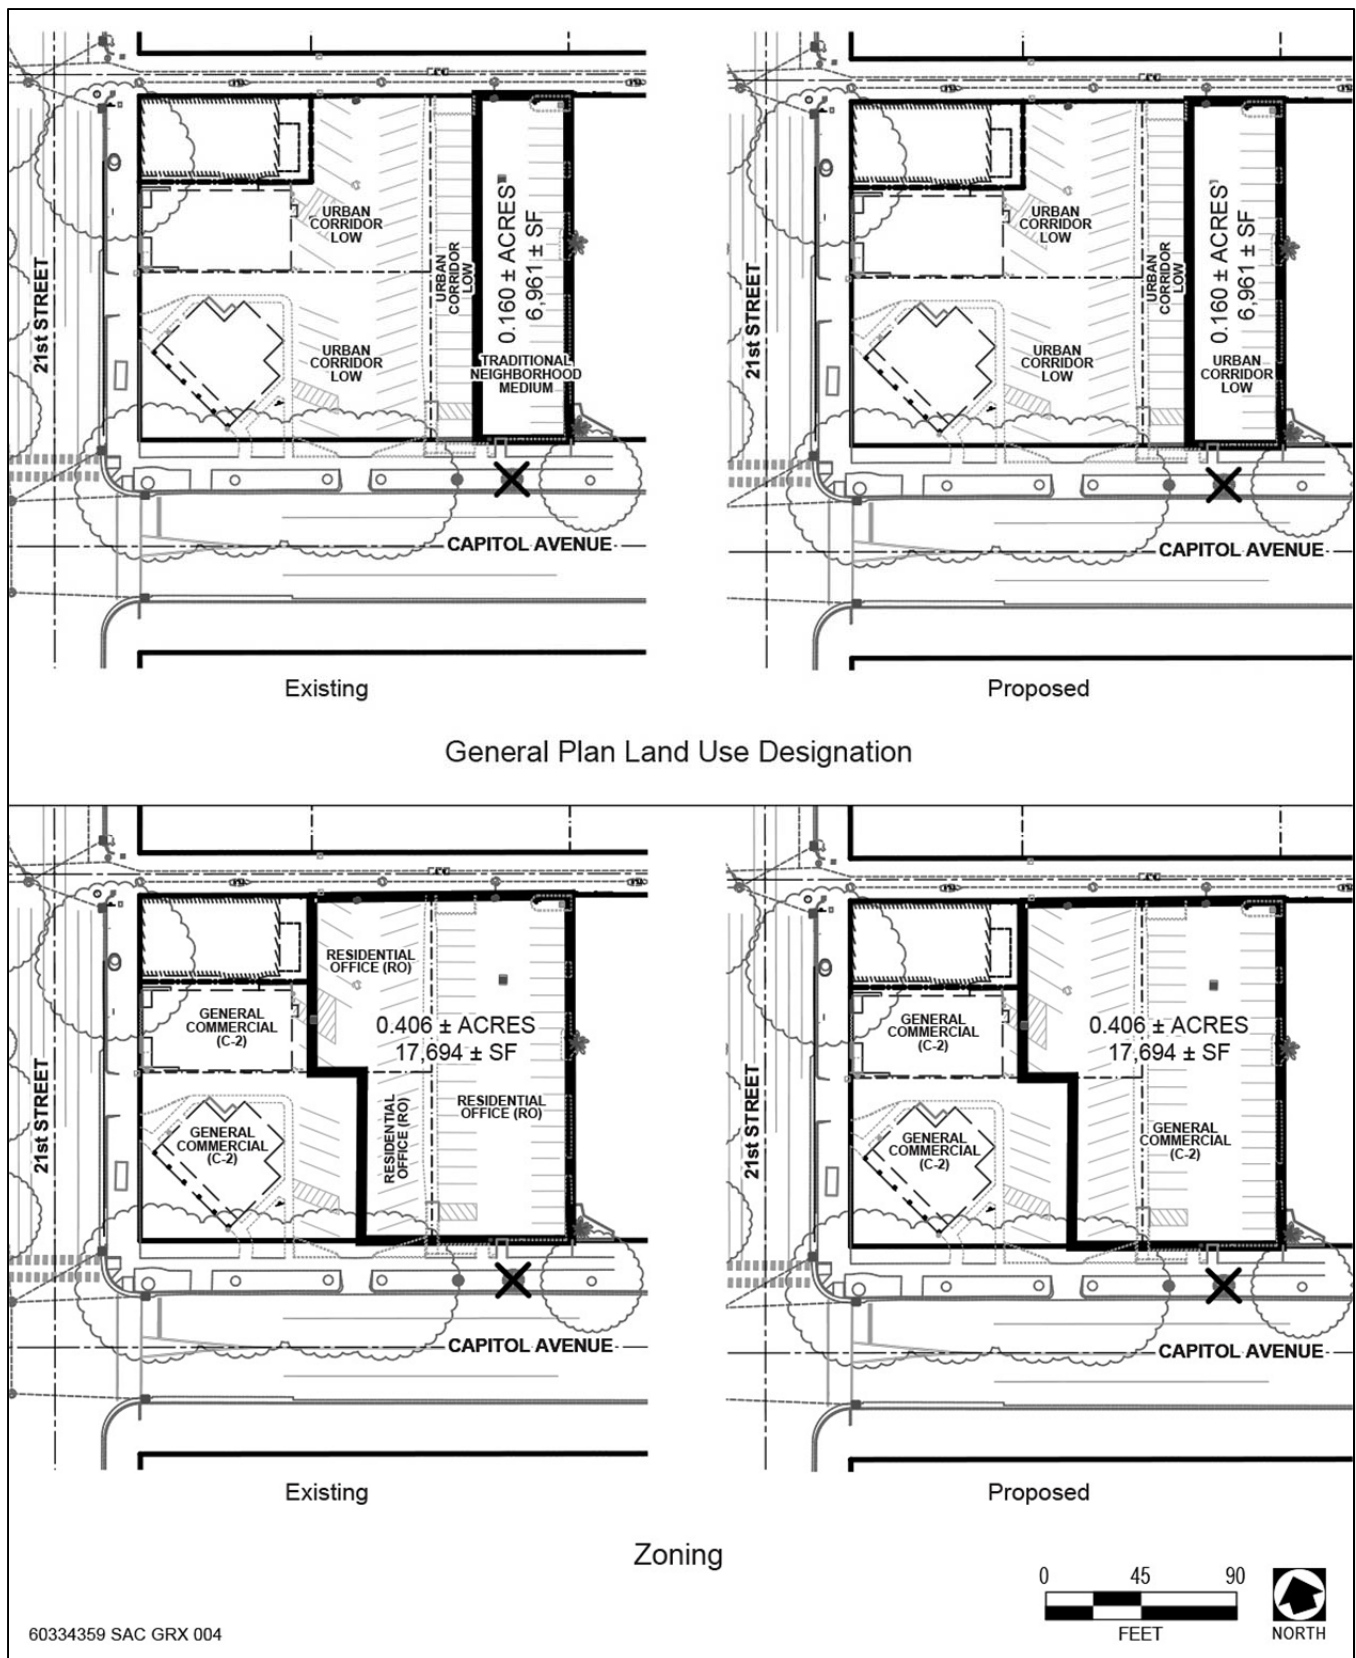 URBAN
CORRIDOR
LOW
URBAN
CORRIDOR
LOW
URBAN
CORRIDOR
LOW
0.160 ± ACRES
6,961 ± SF
TRADITIONAL
NEIGHBORHOOD
MEDIUM
21st STREET
CAPITOL AVENUE
Existing
URBAN
CORRIDOR
LOW
URBAN
CORRIDOR
LOW
URBAN
CORRIDOR
LOW
0.160 ± ACRES
6,961 ± SF
URBAN
CORRIDOR
LOW
21st STREET
CAPITOL AVENUE
Proposed
General Plan Land Use Designation
RESIDENTIAL
OFFICE (RO)
GENERAL
COMMERCIAL
(C-2)
0.406 ± ACRES
17,694 ± SF
RESIDENTIAL
OFFICE (RO)
RESIDENTIAL
OFFICE (RO)
GENERAL
COMMERCIAL
(C-2)
21st STREET
CAPITOL AVENUE
Existing
GENERAL
COMMERCIAL
(C-2)
0.406 ± ACRES
17,694 ± SF
GENERAL
COMMERCIAL
(C-2)
GENERAL
COMMERCIAL
(C-2)
21st STREET
CAPITOL AVENUE
Proposed
Zoning
0 45 90
FEET
NORTH
60334359 SAC GRX 004